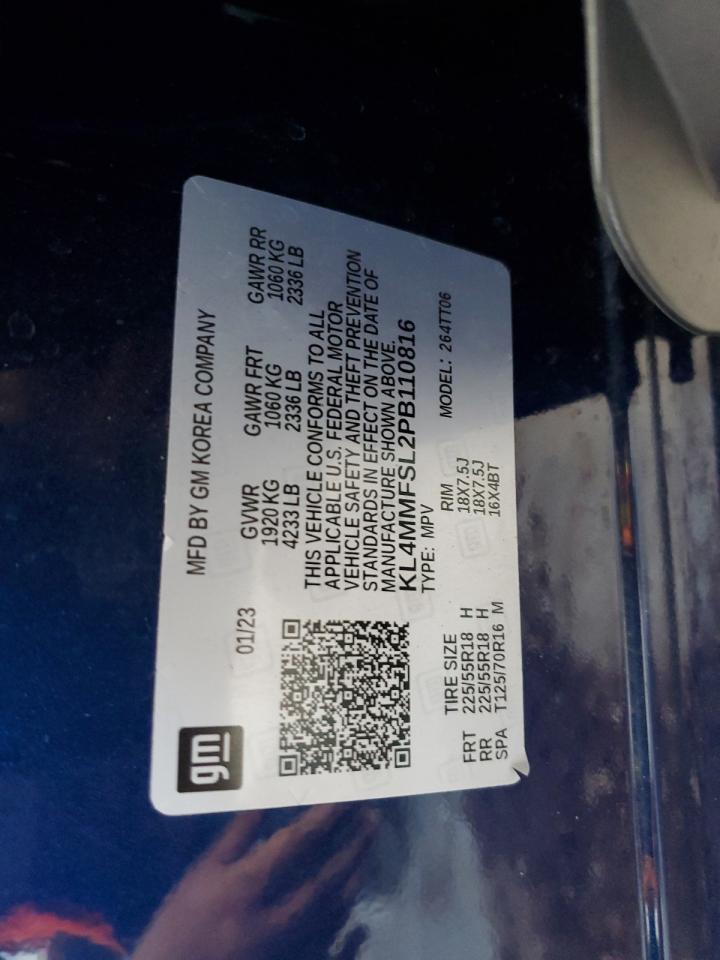 gm
01/23
MFD BY GM KOREA COMPANY
GVWR GAWR FRT GAWR RR
1920 KG 1060 KG 1060 KG
4233 LB 2336 LB 2336 LB
THIS VEHICLE CONFORMS TO ALL
APPLICABLE U.S. FEDERAL MOTOR
VEHICLE SAFETY AND THEFT PREVENTION
STANDARDS IN EFFECT ON THE DATE OF
MANUFACTURE SHOWN ABOVE.
KL4MMFSL2PB110816
TYPE: MPV MODEL: 264TT06
TIRE SIZE RIM
FRT 225/55R18 H 18X7.5J
RR 225/55R18 H 18X7.5J
SPA T125/70R16 M 16X4BT